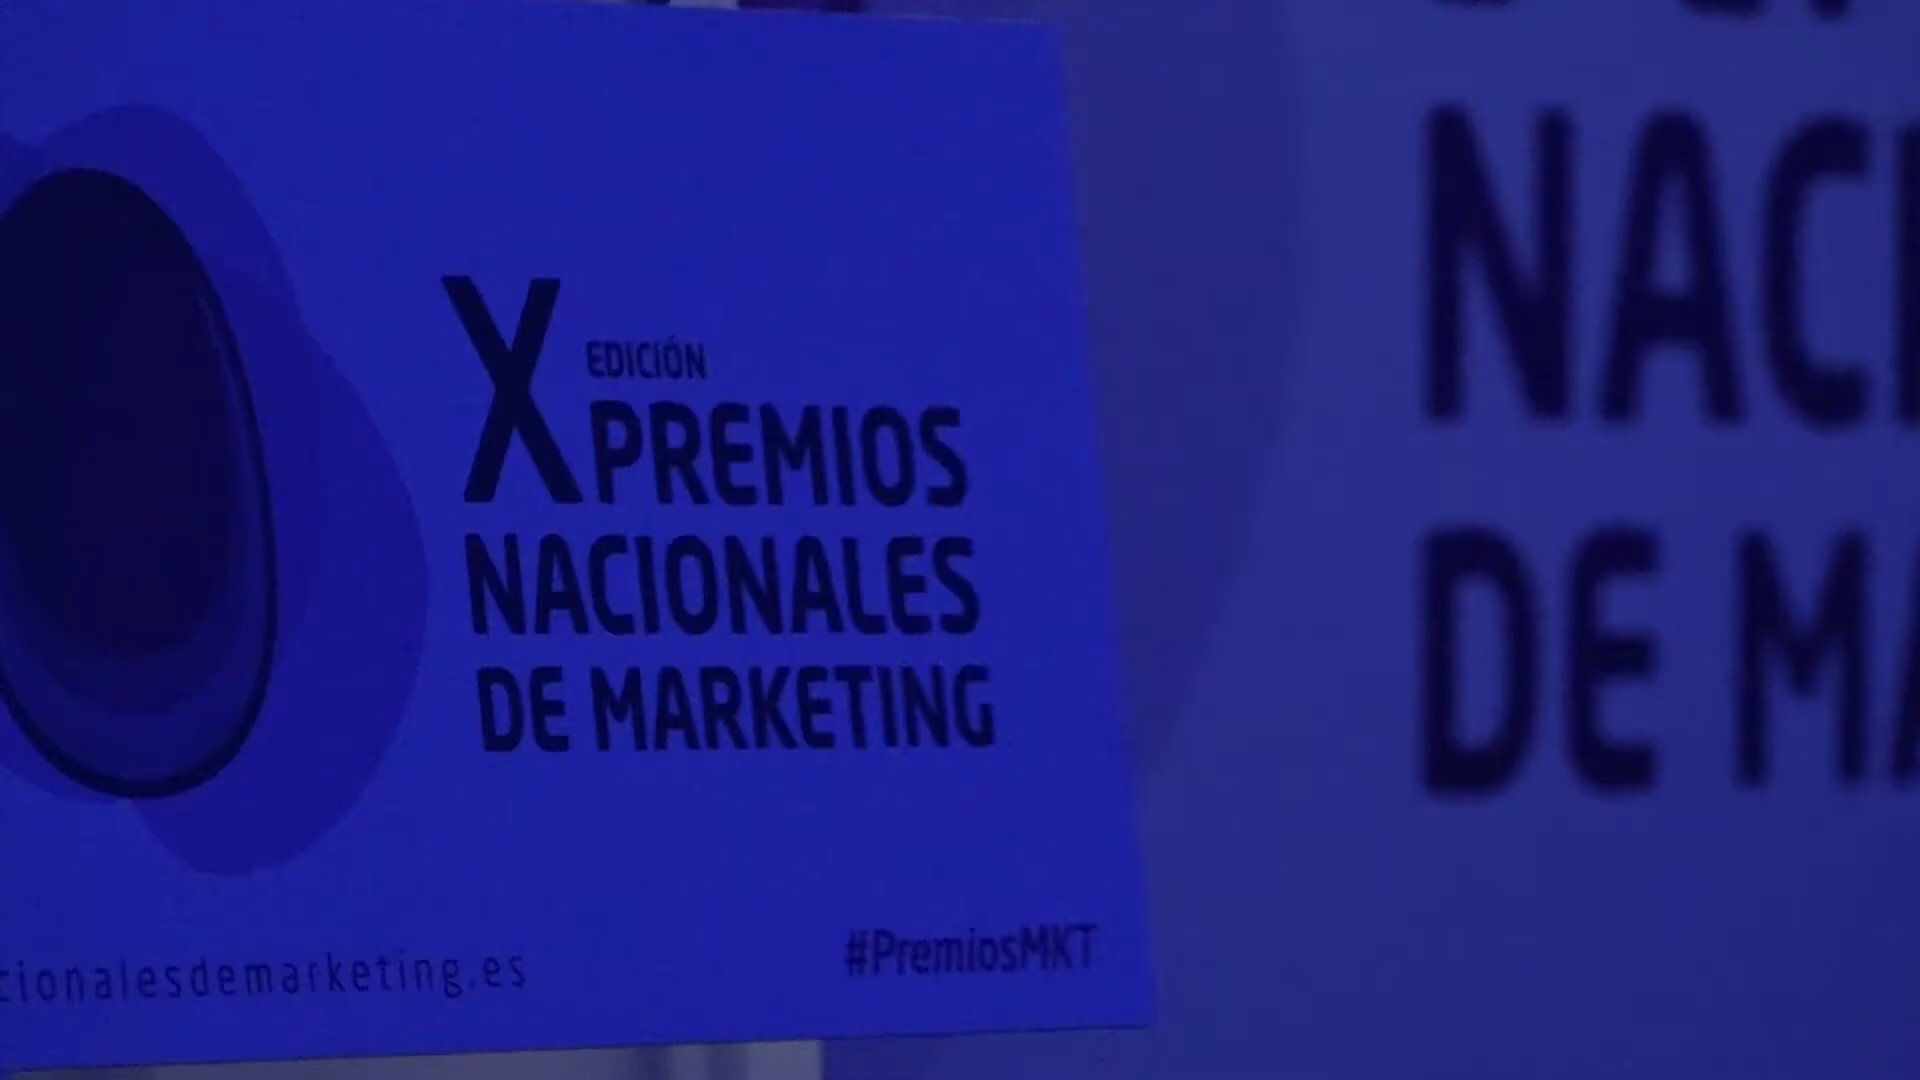 X EDICIÓN
PREMIOS
NACIONALES
DE MARKETING
#PremiosMKT
cionalesdemarketing.es
NAC
DE MA